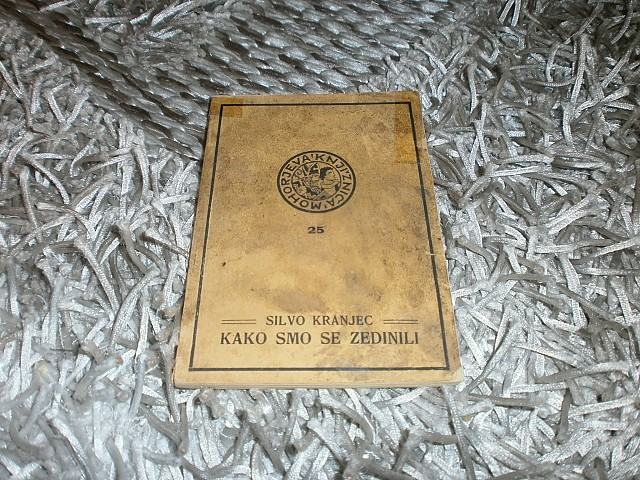 MOHORJEVA KNJIŽNICA
25
SILVO KRANJEC
KAKO SMO SE ZEDINILI